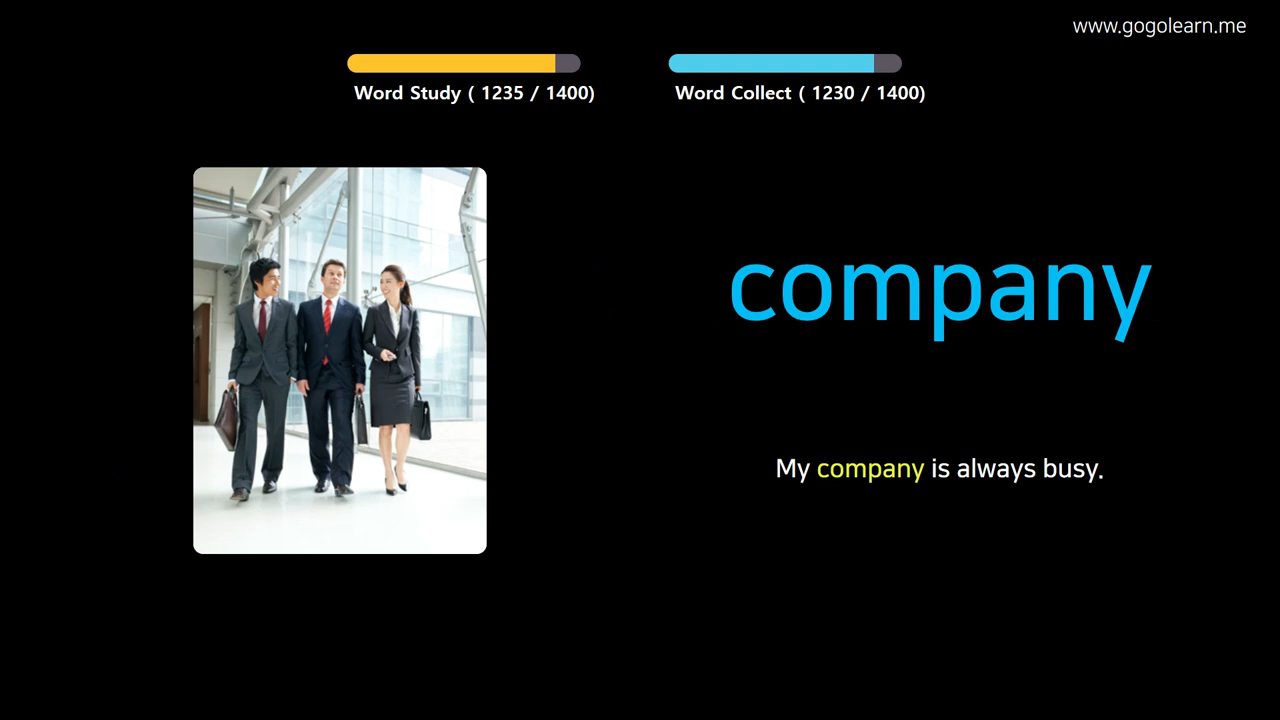 www.gogolearn.me
Word Study ( 1235 / 1400)
Word Collect ( 1230 / 1400)
company
My company is always busy.